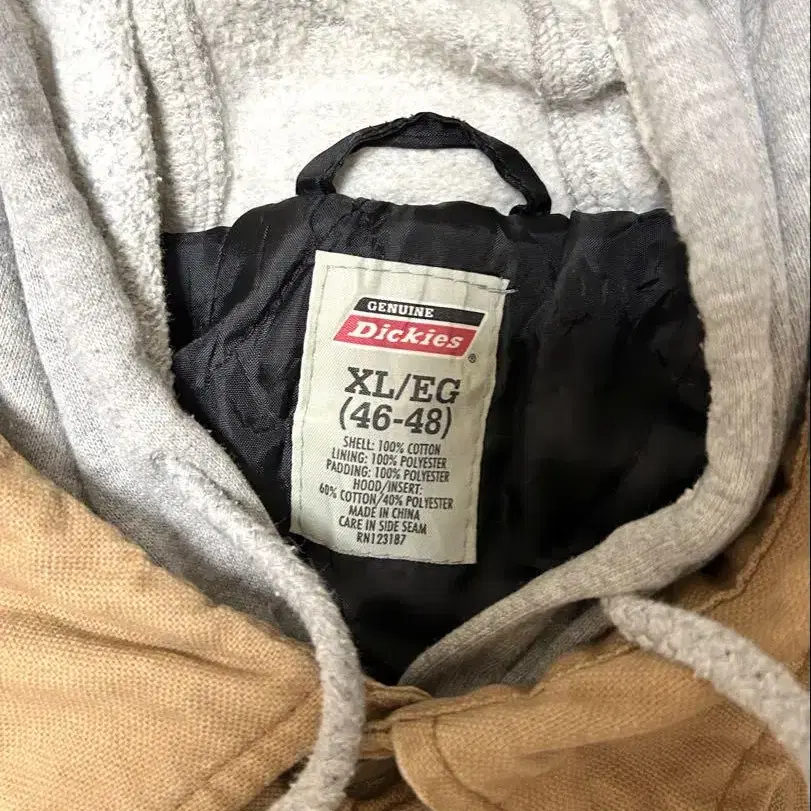 GENUINE
Dickies®
XL/EG
(46-48)
SHELL: 100% COTTON
LINING: 100% POLYESTER
PADDING: 100% POLYESTER
HOOD/INSERT:
60% COTTON/40% POLYESTER
MADE IN CHINA
CARE IN SIDE SEAM
RN123187